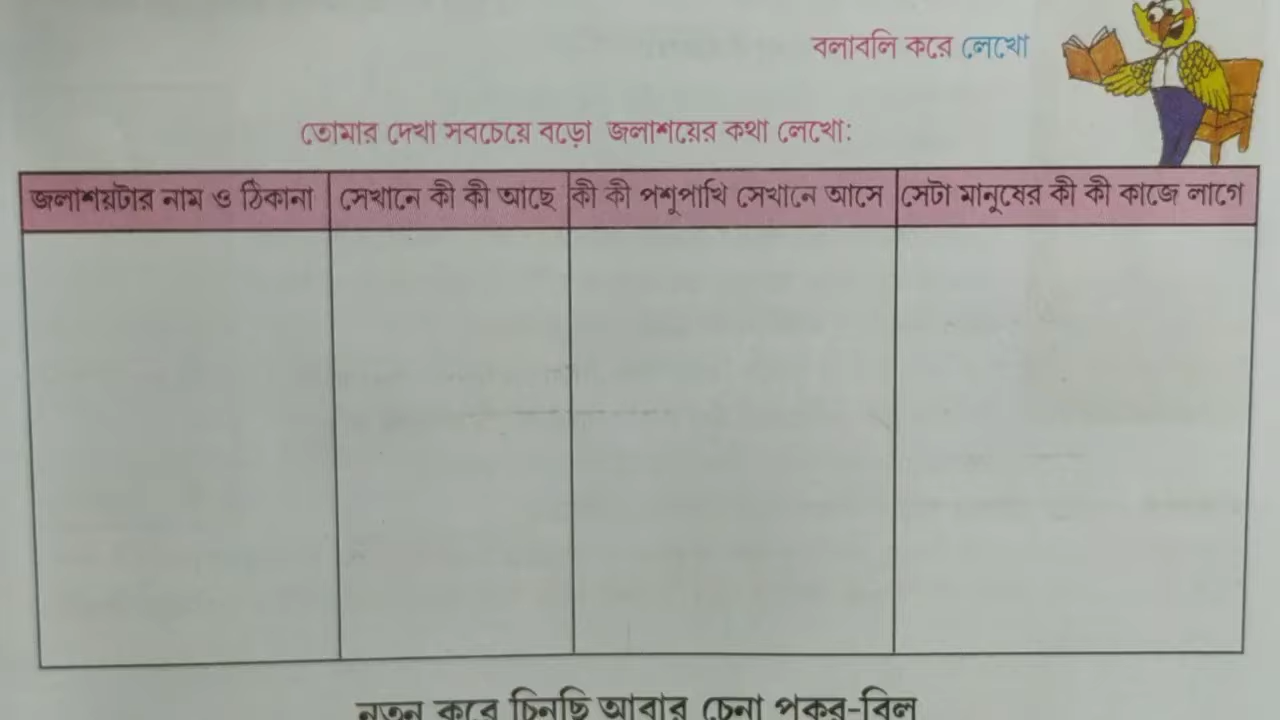 বলাবলি করে লেখো
তোমার দেখা সবচেয়ে বড়ো জলাশয়ের কথা লেখো:
জলাশয়টার নাম ও ঠিকানা সেখানে কী কী আছে কী কী পশুপাখি সেখানে আসে সেটা মানুষের কী কী কাজে লাগে
নতুন করে চিনছি আবার চেনা পুকুর-বিল